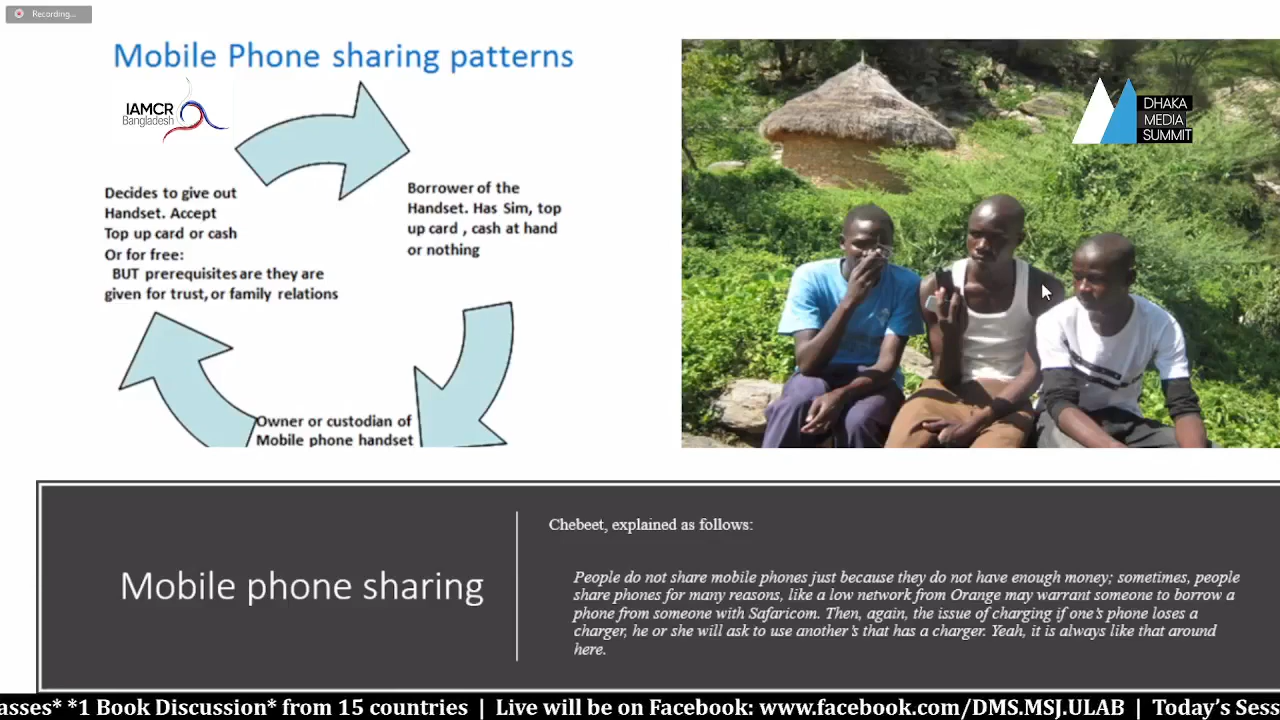 Recording...
Mobile Phone sharing patterns
IAMCR
Bangladesh
DHAKA
MEDIA
SUMMIT
Decides to give out
Handset. Accept
Top up card or cash
Or for free:
BUT prerequisites are they are
given for trust, or family relations
Borrower of the
Handset. Has Sim, top
up card , cash at hand
or nothing
Owner or custodian of
Mobile phone handset
Mobile phone sharing
Chebeet, explained as follows:
People do not share mobile phones just because they do not have enough money; sometimes, people
share phones for many reasons, like a low network from Orange may warrant someone to borrow a
phone from someone with Safaricom. Then, again, the issue of charging if one's phone loses a
charger, he or she will ask to use another's that has a charger. Yeah, it is always like that around
here.
asses* *1 Book Discussion* from 15 countries | Live will be on Facebook: www.facebook.com/DMS.MSJ.ULAB | Today's Sess